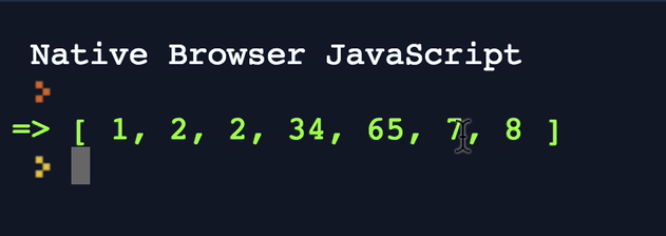 Native Browser JavaScript
=> [ 1, 2, 2, 34, 65, 7, 8 ]